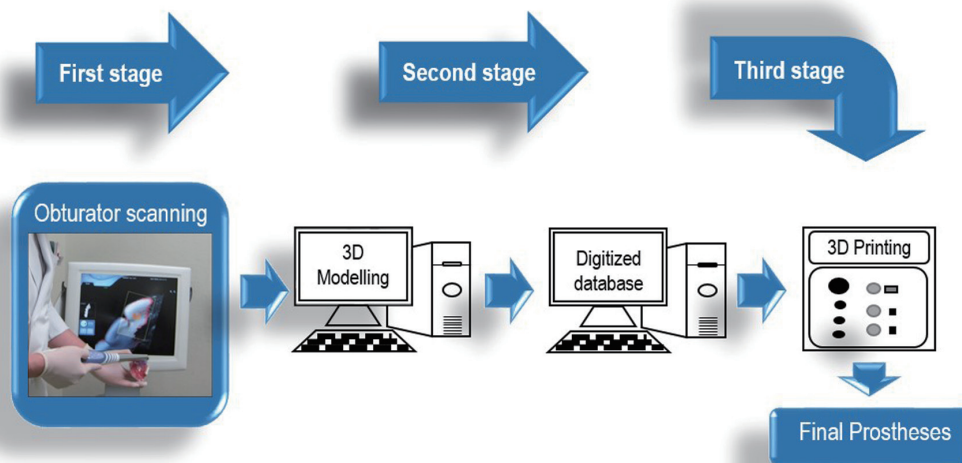 First stage
Second stage
Third stage
Obturator scanning
3D
Modelling
Digitized
database
3D Printing
Final Prostheses